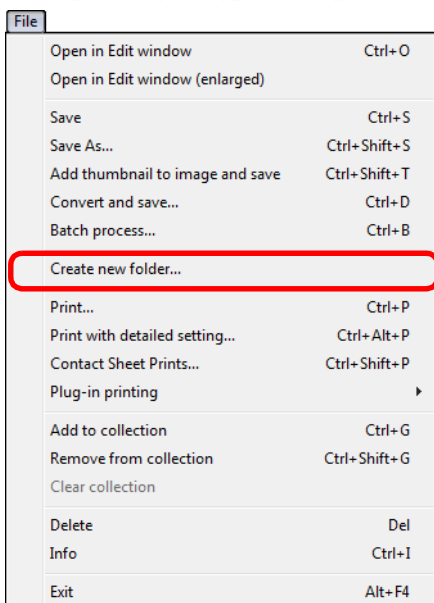 File
Open in Edit window Ctrl+O
Open in Edit window (enlarged)
Save Ctrl+S
Save As... Ctrl+Shift+S
Add thumbnail to image and save Ctrl+Shift+T
Convert and save... Ctrl+D
Batch process... Ctrl+B
Create new folder...
Print... Ctrl+P
Print with detailed setting... Ctrl+Alt+P
Contact Sheet Prints... Ctrl+Shift+P
Plug-in printing
Add to collection Ctrl+G
Remove from collection Ctrl+Shift+G
Clear collection
Delete Del
Info Ctrl+I
Exit Alt+F4